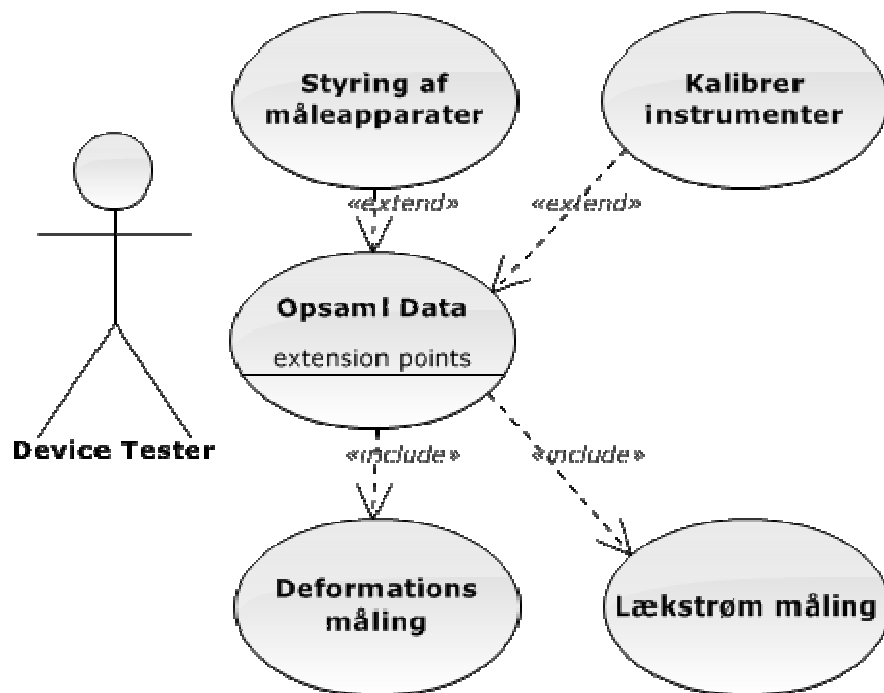 Styring af
måleapparater
Kalibrer
instrumenter
«extend»
«extend»
Opsaml Data
extension points
Device Tester
«include»
«include»
Deformations
måling
Lækstrøm måling